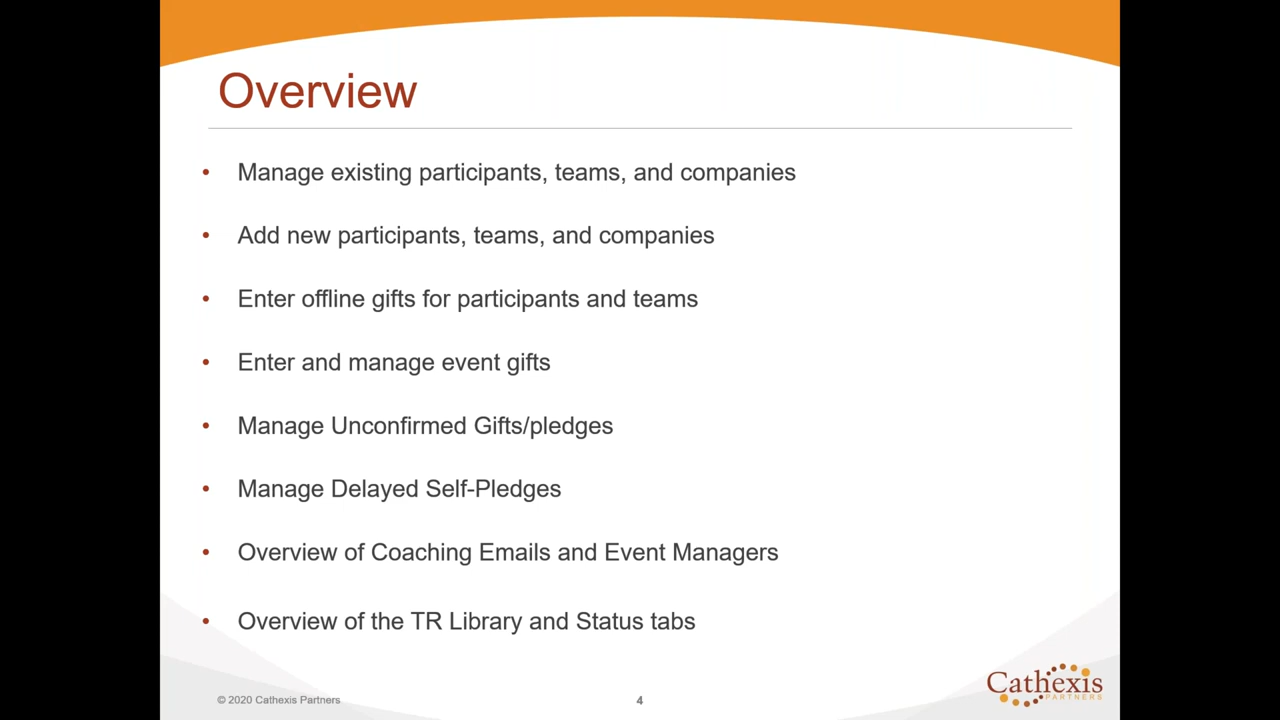 Overview
• Manage existing participants, teams, and companies
• Add new participants, teams, and companies
• Enter offline gifts for participants and teams
• Enter and manage event gifts
• Manage Unconfirmed Gifts/pledges
• Manage Delayed Self-Pledges
• Overview of Coaching Emails and Event Managers
• Overview of the TR Library and Status tabs
© 2020 Cathexis Partners
4
Cathexis
PARTNERS